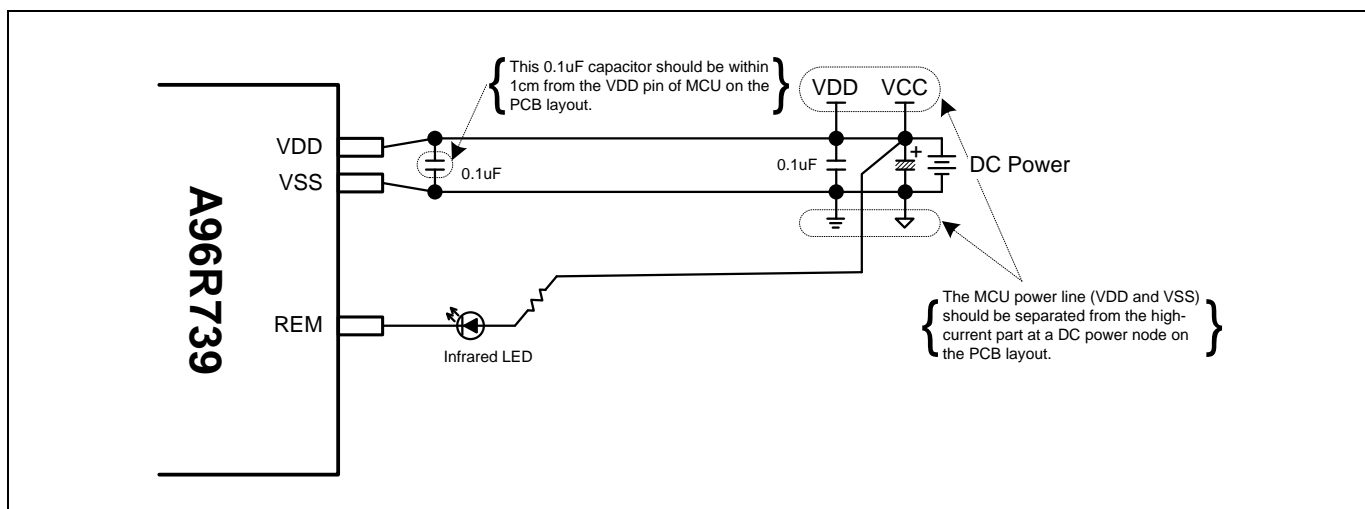 This 0.1uF capacitor should be within
1cm from the VDD pin of MCU on the
PCB layout.
VDD VCC
VDD
0.1uF
0.1uF
+
DC Power
VSS
A96R739
REM
Infrared LED
The MCU power line (VDD and VSS)
should be separated from the high-
current part at a DC power node on
the PCB layout.